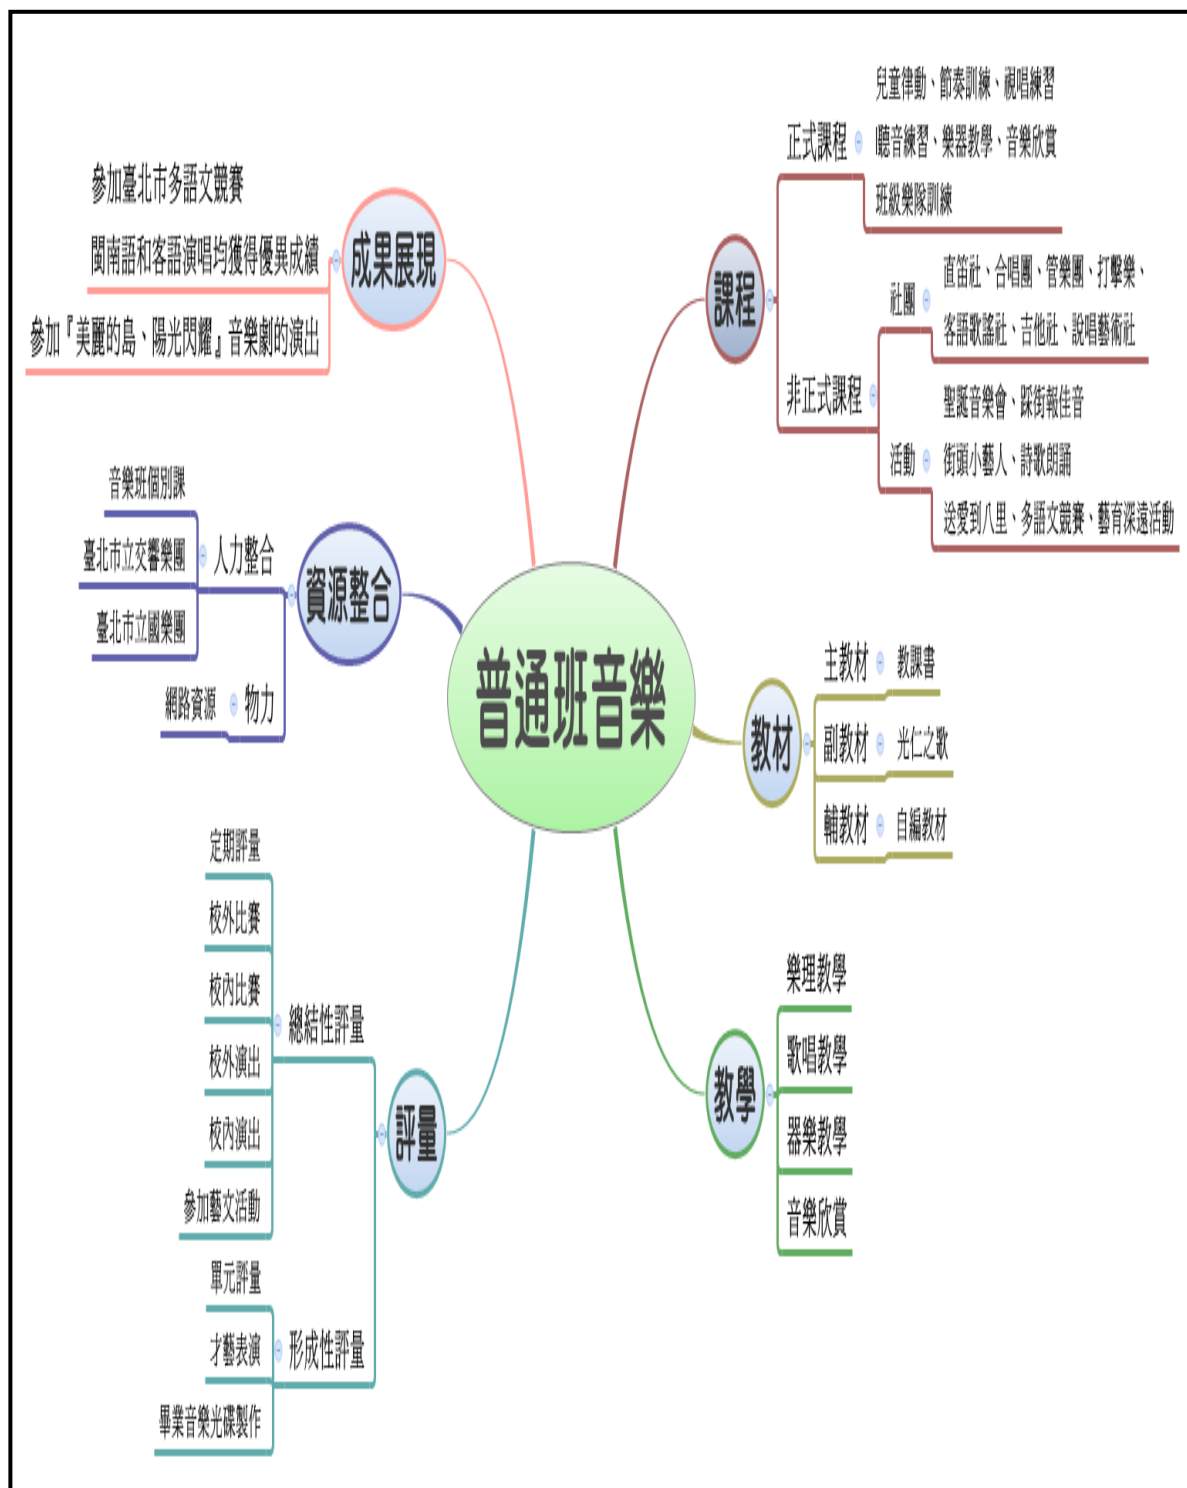 普通班音樂
課程
正式課程
兒童律動、節奏訓練、視唱練習
聽音練習、樂器教學、音樂欣賞
班級樂隊訓練
非正式課程
社團
直笛社、合唱團、管樂團、打擊樂、
客語歌謠社、吉他社、說唱藝術社
活動
聖誕音樂會、踩街報佳音
街頭小藝人、詩歌朗誦
送愛到八里、多語文競賽、藝育深遠活動
教材
主教材
教課書
副教材
光仁之歌
輔教材
自編教材
教學
樂理教學
歌唱教學
器樂教學
音樂欣賞
成果展現
參加臺北市多語文競賽
閩南語和客語演唱均獲得優異成績
參加『美麗的島、陽光閃耀』音樂劇的演出
資源整合
人力整合
音樂班個別課
臺北市立交響樂團
臺北市立國樂團
物力
網路資源
評量
總結性評量
定期評量
校外比賽
校內比賽
校外演出
校內演出
參加藝文活動
形成性評量
單元評量
才藝表演
畢業音樂光碟製作